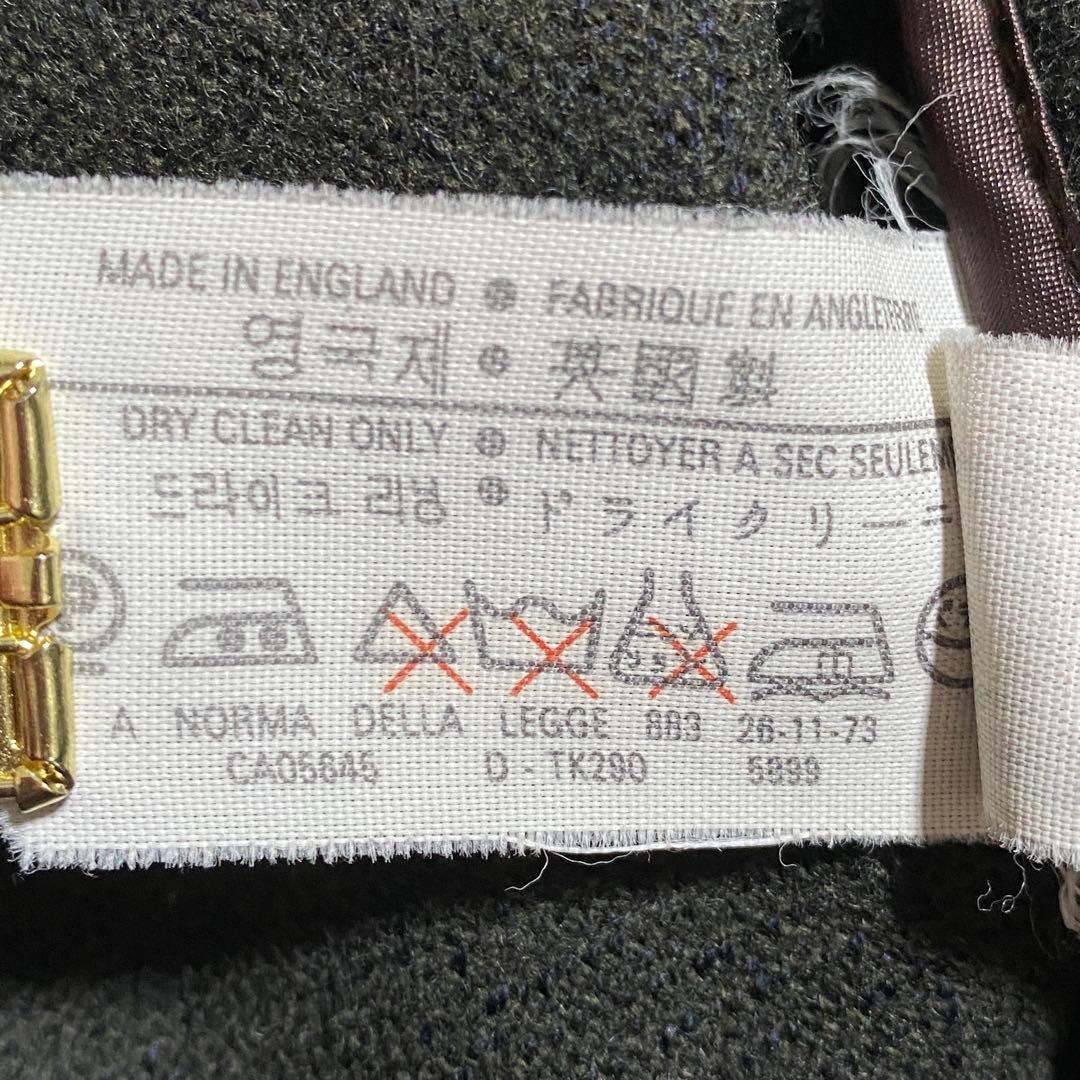 MADE IN ENGLAND ⊕ FABRIQUE EN ANGLETERRE
영국제 ⊕ 英國製
DRY CLEAN ONLY ⊕ NETTOYER A SEC SEULEM
드라이크 리닝 ⊕ ドライクリーニ
A NORMA DELLA LEGGE 883 26-11-73
CA05645 D - TK290 5899